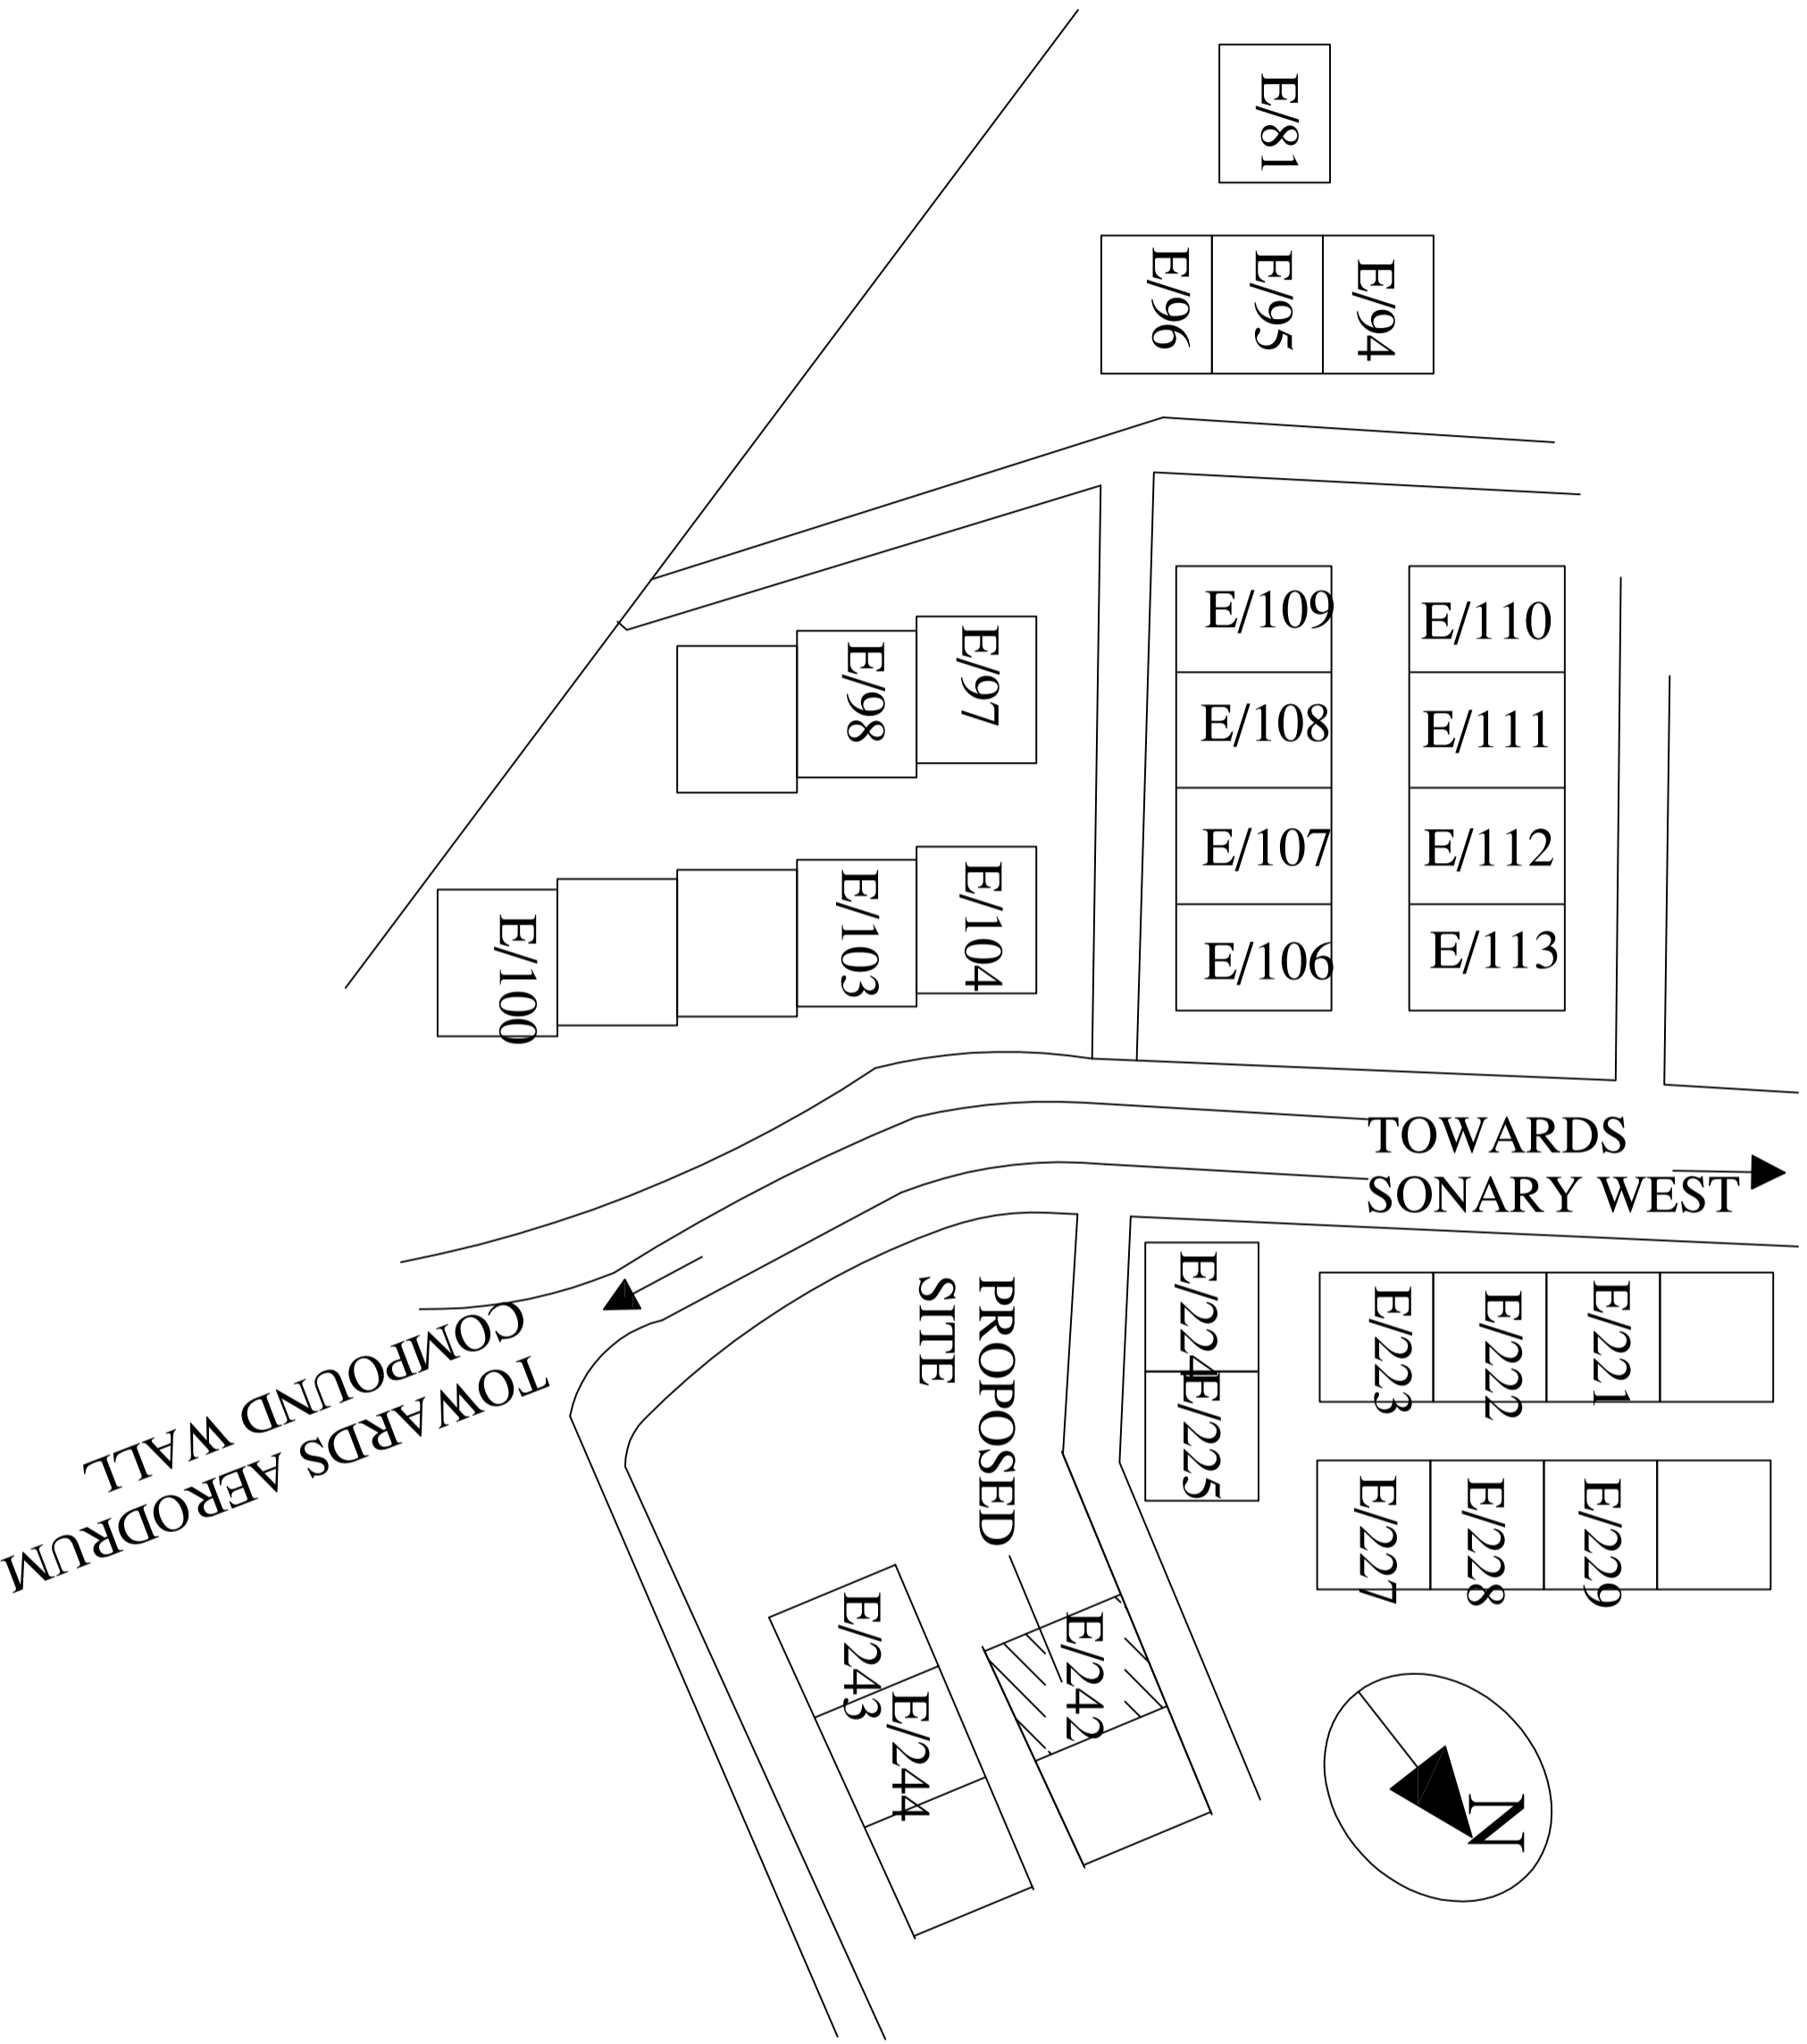 E/81
E/96
E/95
E/94
E/109
E/110
E/98
E/97
E/108
E/111
E/107
E/112
E/103
E/104
E/100
E/106
E/113
TOWARDS
SONARY WEST
PROPOSED
SITE
E/224
E/225
E/223
E/222
E/221
TOWARDS AERODRUM
COMPOUND WALL
E/227
E/228
E/229
E/243
E/244
E/242
N